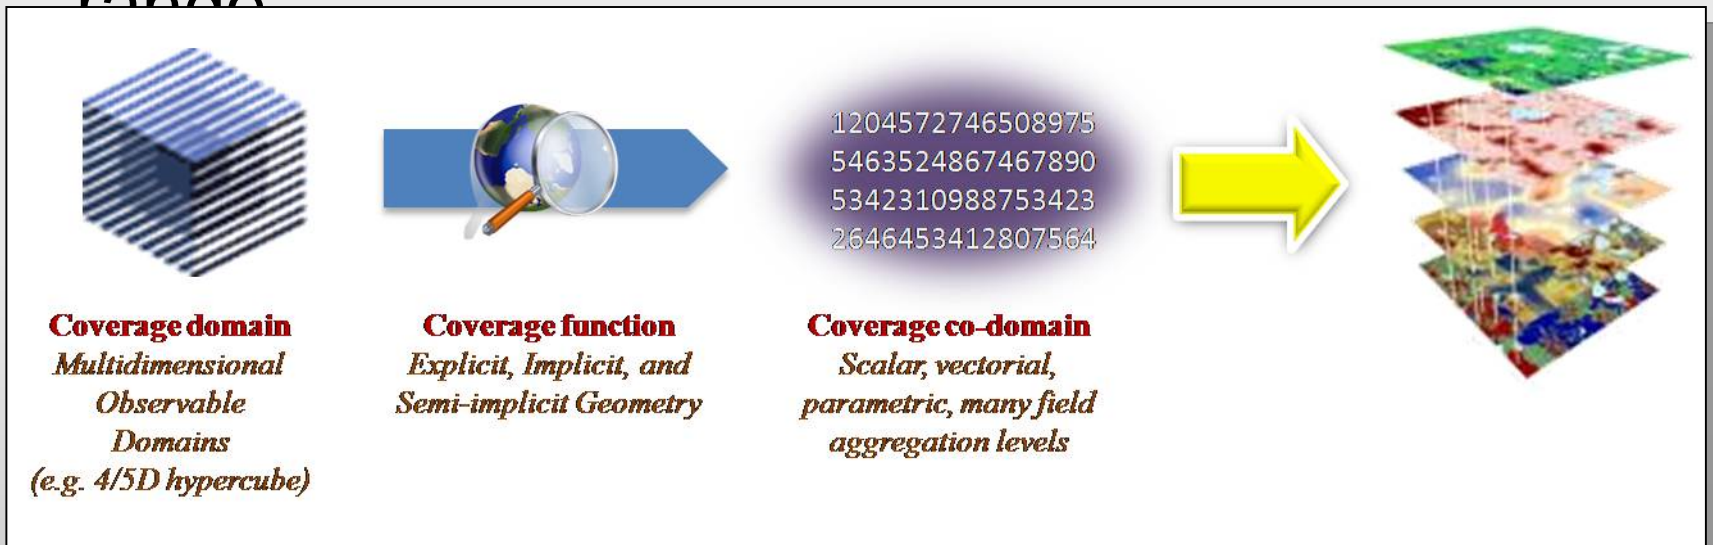 range
1204572746508975
5463524867467890
5342310988753423
2646453412807564
Coverage domain
Multidimensional
Observable
Domains
(e.g. 4/5D hypercube)
Coverage function
Explicit, Implicit, and
Semi-implicit Geometry
Coverage co-domain
Scalar, vectorial,
parametric, many field
aggregation levels